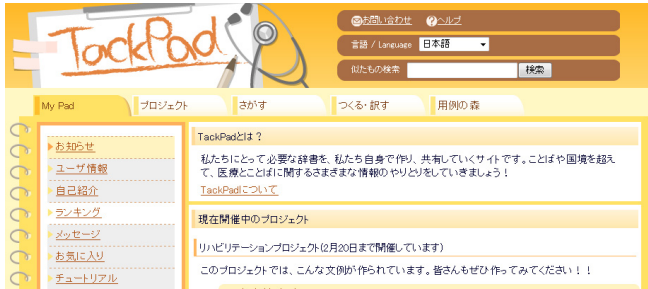 TackPad
お問い合わせ ヘルプ
言語 / Language 日本語
似たもの検索 検索
My Pad プロジェクト さがす つくる・訳す 用例の森
お知らせ
ユーザ情報
自己紹介
ランキング
メッセージ
お気に入り
チュートリアル
TackPadとは？
私たちにとって必要な辞書を、私たち自身で作り、共有していくサイトです。ことばや国境を超え
て、医療とことばに関するさまざまな情報のやりとりをしていきましょう！
TackPadについて
現在開催中のプロジェクト
リハビリテーションプロジェクト(2月20日まで開催しています)
このプロジェクトでは、こんな文例が作られています。皆さんもぜひ作ってみてください！！